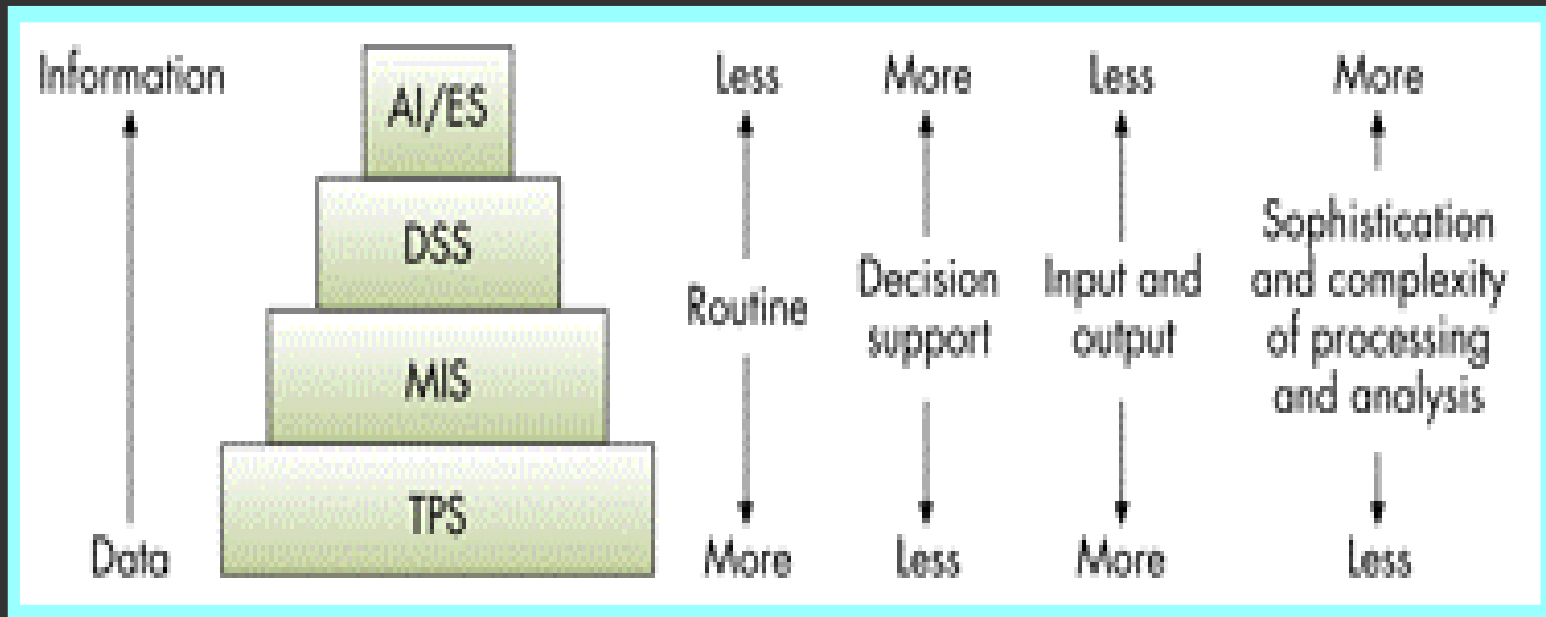 Information
Data
AI/ES
DSS
MIS
TPS
Less
Routine
More
More
Decision
support
Less
Less
Input and
output
More
More
Sophistication
and complexity
of processing
and analysis
Less